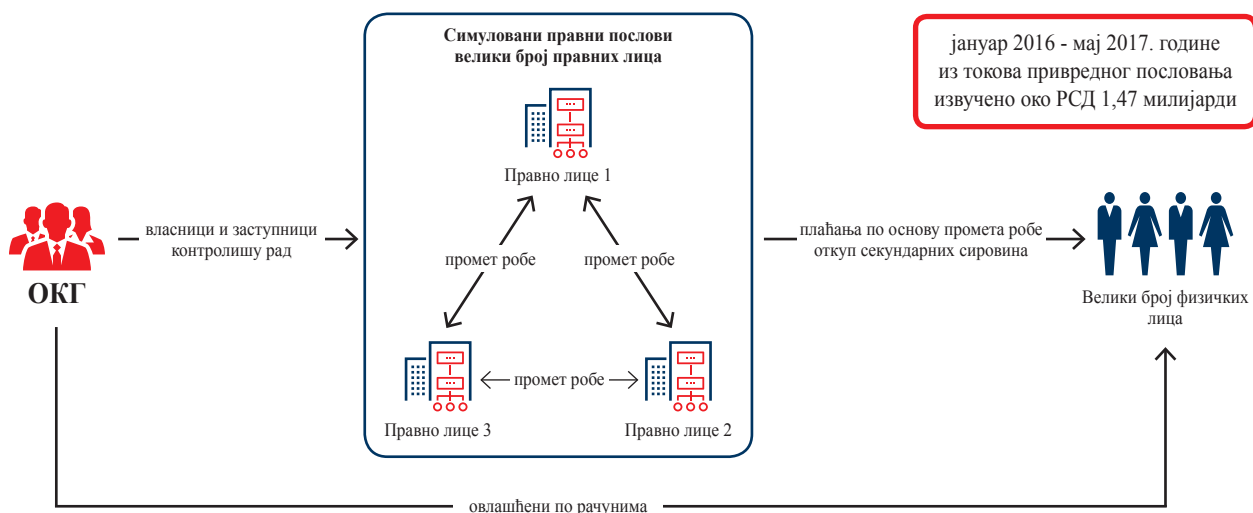 Симуловани правни послови
велики број правних лица
јануар 2016 - мај 2017. године
из токова привредног пословања
извучено око РСД 1,47 милијарди
Правно лице 1
ОКГ
власници и заступници
контролишу рад
промет робе
промет робе
плаћања по основу промета робе
откуп секундарних сировина
Велики број физичких
лица
промет робе
Правно лице 3
Правно лице 2
овлашћени по рачунима